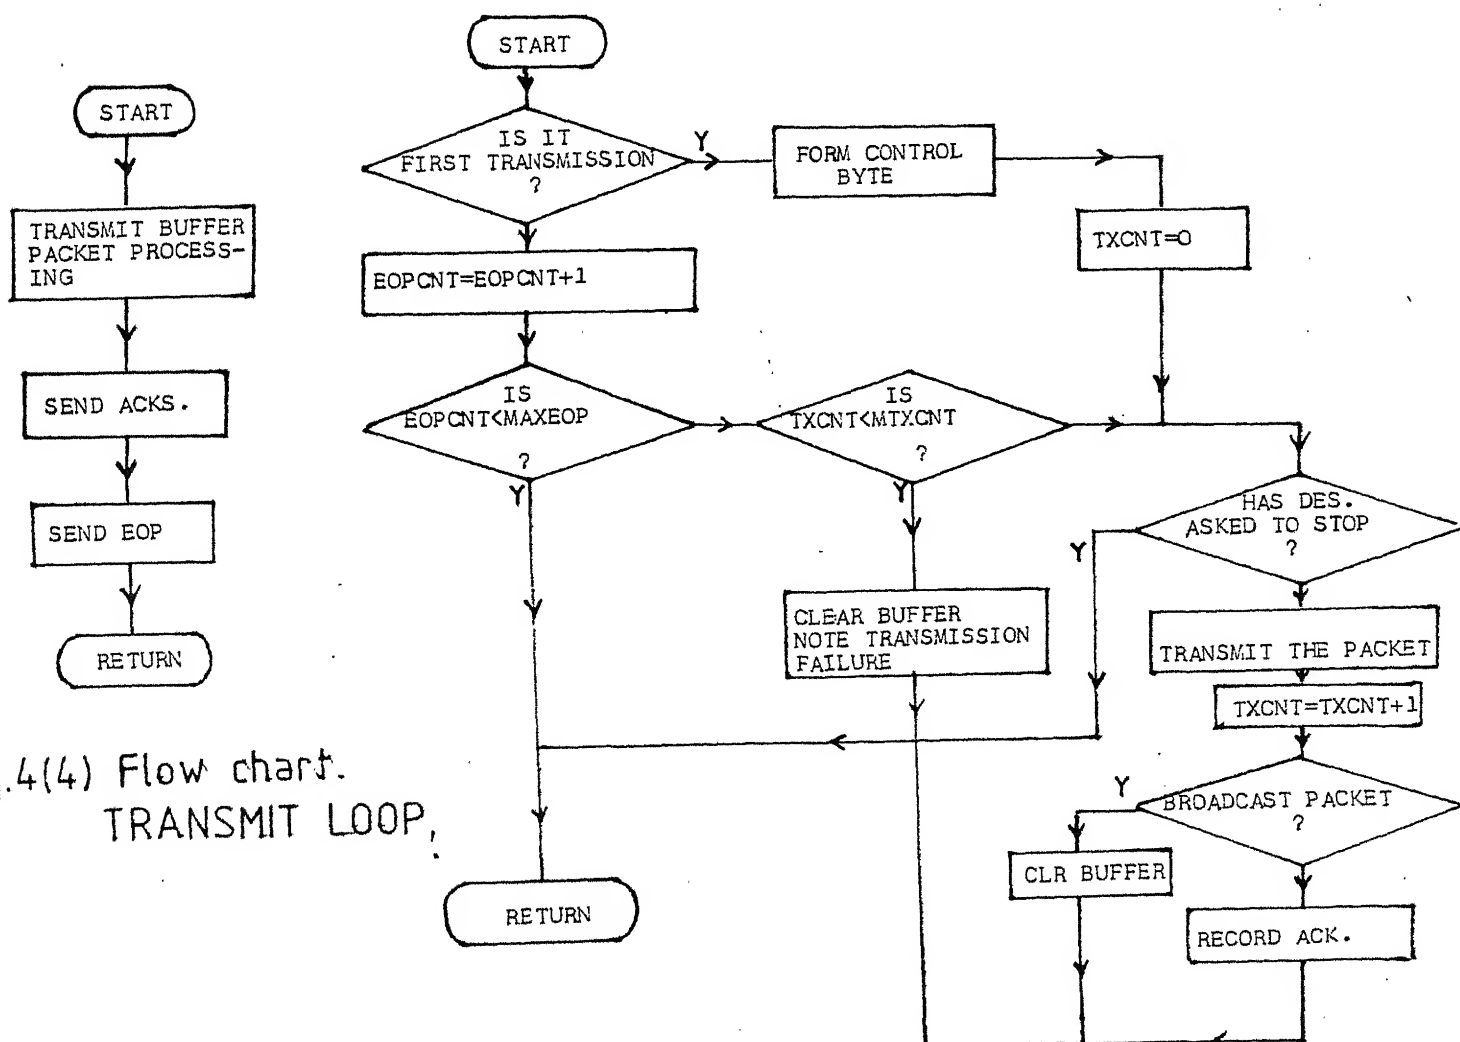 START
TRANSMIT BUFFER
PACKET PROCESS-
ING
SEND ACKS.
SEND EOP
RETURN
START
IS IT
FIRST TRANSMISSION
?
Y
FORM CONTROL
BYTE
TXCNT=O
EOPCNT=EOPCNT+1
IS
EOPCNT<MAXEOP
?
Y
IS
TXCNT<MTXCNT
?
Y
CLEAR BUFFER
NOTE TRANSMISSION
FAILURE
HAS DES.
ASKED TO STOP
?
Y
TRANSMIT THE PACKET
TXCNT=TXCNT+1
BROADCAST PACKET
?
Y
CLR BUFFER
RECORD ACK.
RETURN
.4(4) Flow chart.
TRANSMIT LOOP,